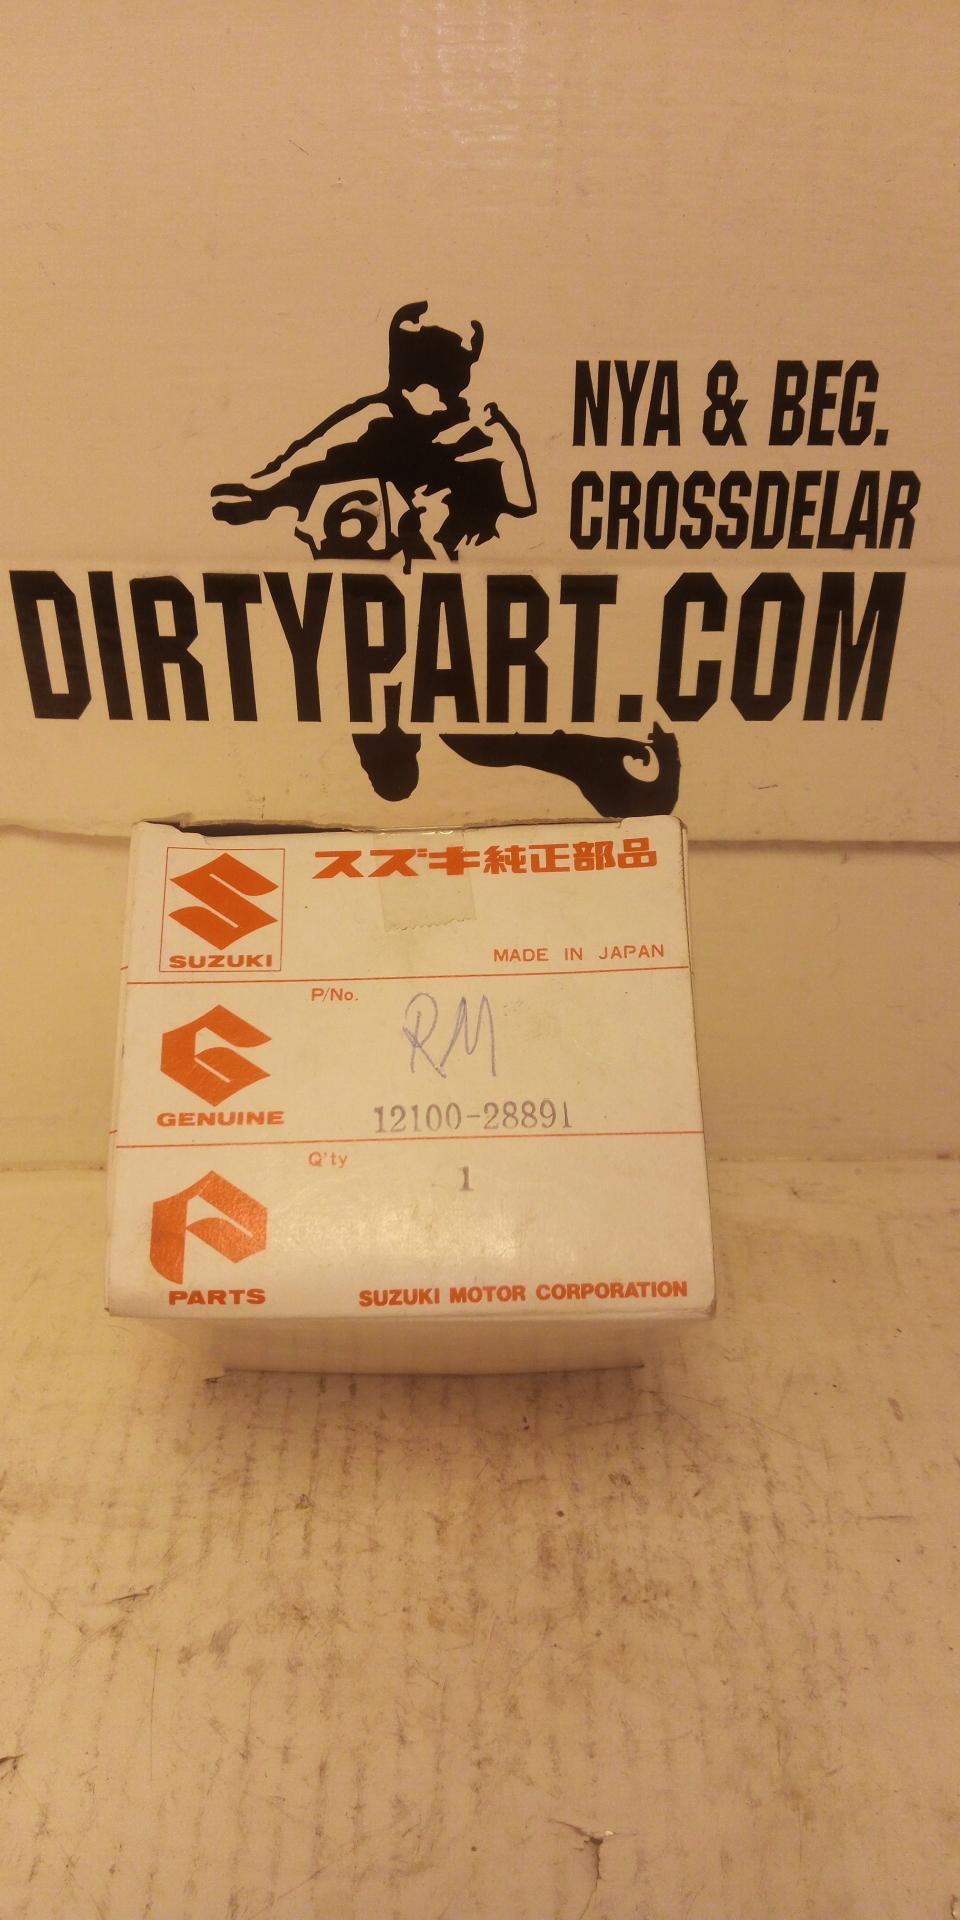 NYA & BEG.
CROSSDELAR
6
DIRTYPART.COM
スズキ純正部品
SUZUKI
MADE IN JAPAN
P/No.
RM
GENUINE
12100-28891
Q'ty
1
PARTS
SUZUKI MOTOR CORPORATION